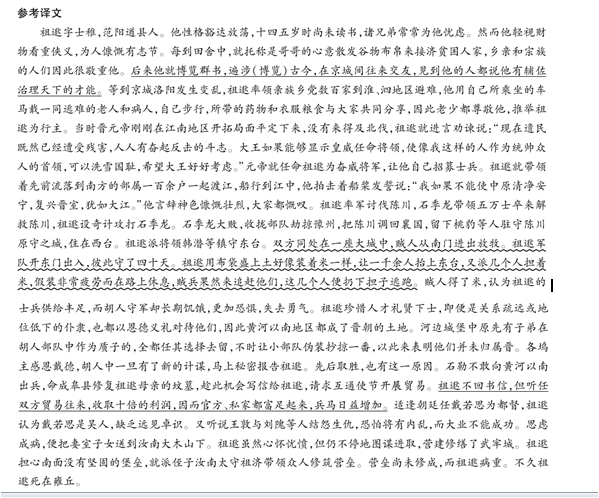 参考译文
祖逖字士稚,范阳道县人。他性格豁达放荡,十四五岁时尚未读书,诸兄弟常常为他忧虑。然而他轻视财
物看重侠义,为人慷慨有志节。每到田舍中,就托称是哥哥的心意散发谷物布帛来接济贫困人家,乡亲和宗族
的人们因此很敬重他。后来他就博览群书,遍涉(博览)古今,在京城间往来交友,见到他的人都说他有辅佐
治理天下的才能。等到京城洛阳发生变乱,祖逖率领亲族乡党数百家到淮、泗地区避难,他用自己所乘坐的车
马载一同逃难的老人和病人,自己步行,所带的药物和衣服粮食与大家共同分享,因此老少都尊敬他,推举祖
逖为行主。当时晋元帝刚刚在江南地区开拓局面平定下来,没有来得及北伐,祖逖就进言劝谏说:“现在遗民
既然已经遭受残害,人人有奋起反击的斗志。大王如果能够显示皇威任命将领,使像我这样的人作为统帅众
人的首领,可以洗雪国耻,希望大王好好考虑。”元帝就任命祖逖为奋威将军,让他自己招募士兵。祖逖就带领
着先前流落到南方的部属一百余户一起渡江,船行到江中,他拍击着船桨发誓说:“我如果不能使中原清净安
宁,复兴晋室,犹如大江。”他言辞神色慷慨壮烈,大家都慨叹。祖逖率军讨伐陈川,石季龙带领五万士卒来解
救陈川,祖逖设奇计攻打石季龙。石季龙大败,收拢部队劫掠豫州,把陈川调回襄国,留下桃豹等人驻守陈川
原守之城,住在西台。祖逖派将领韩潜等镇守东台。双方同处在一座大城中,贼人从南门进出放牧。祖逖军
队开东门出入,彼此守了四十天。祖逖用布袋盛上土好像装着米一样,让一千余人抬上东台,又派几个人担着
米,假装非常疲劳而在路上休息,贼兵果然来追赶他们,这几个人便扔下担子逃跑。贼人得了米,认为祖逖的
士兵供给丰足,而胡人守军却长期饥饿,更加恐惧,失去勇气。祖逖珍惜人才礼贤下士,即便是关系疏远或地
位低下的仆隶,也都以恩德义礼对待他们,因此黄河以南地区都成了晋朝的土地。河边城堡中原先有子弟在
胡人部队中作为质子的,全都任其选择去留,不时让小部队伪装抄掠一番,以此来表明他们并未归属晋。各坞
主感恩戴德,胡人中一旦有了新的计谋,马上秘密报告祖逖。先后取胜,也有这一原因。石勒不敢向黄河以南
出兵,命成皋县修复祖逖母亲的坟墓,趁此机会写信给祖逖,请求互通使节开展贸易。祖逖不回书信,但听任
双方贸易往来,收取十倍的利润,因而官方、私家都富足起来,兵马日益增加。适逢朝廷任戴若思为都督,祖逖
认为戴若思是吴人,缺乏远见卓识。又听说王敦与刘隗等人结怨生仇,恐怕将有内乱,而大业不能成功。思虑
成病,便把妻室子女送到汝南大木山下。祖逖虽然心怀忧愤,但仍不停地图谋进取,营建修缮了武牢城。祖逖
担心南面没有坚固的堡垒,就派侄子汝南太守祖济带领众人修筑营垒。营垒尚未修成,而祖逖病重。不久祖
逖死在雍丘。